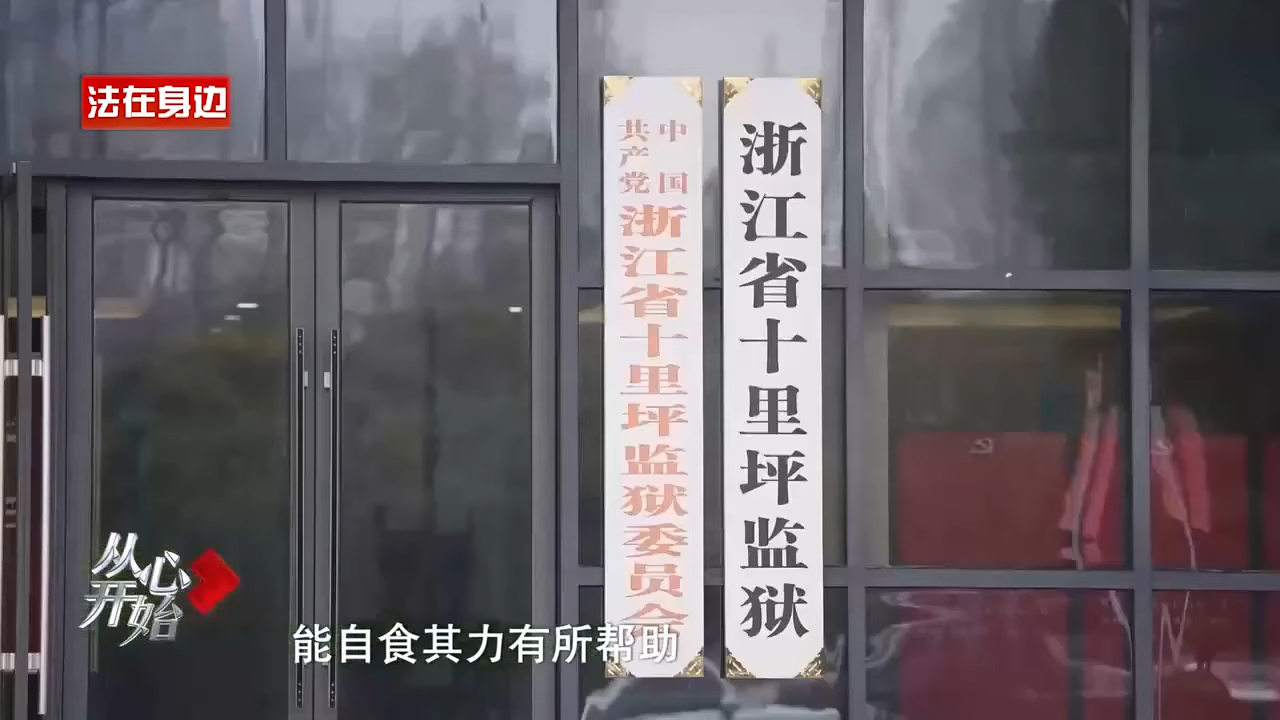 法在身边
中国
共产党
浙江省十里坪监狱委员会
浙江省十里坪监狱
从心
开始
能自食其力有所帮助